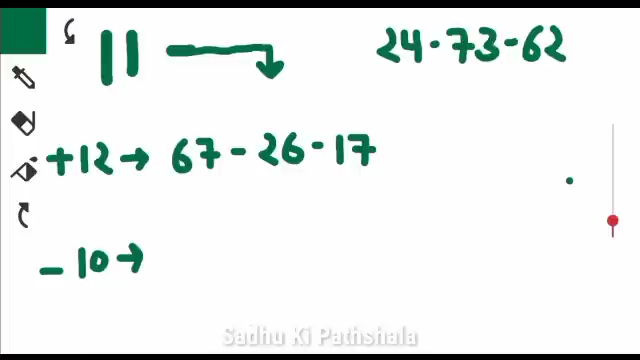 11 → 24-73-62
+12 → 67-26-17
-10 →
Sadhu Ki Pathshala